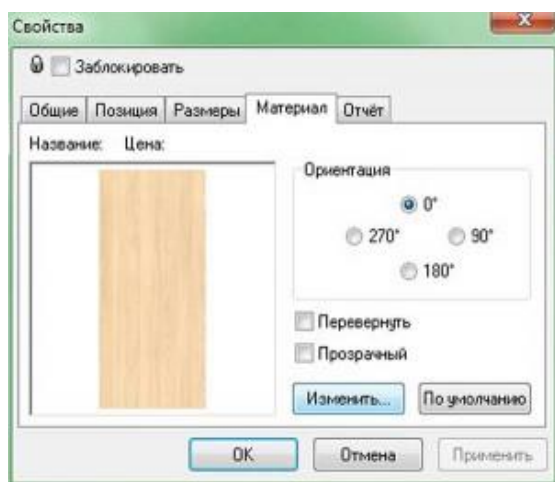 Свойства
Заблокировать
Общие Позиция Размеры Материал Отчёт
Название: Цена:
Ориентация
0°
270° 90°
180°
Перевернуть
Прозрачный
Изменить... По умолчанию
OK Отмена Применить